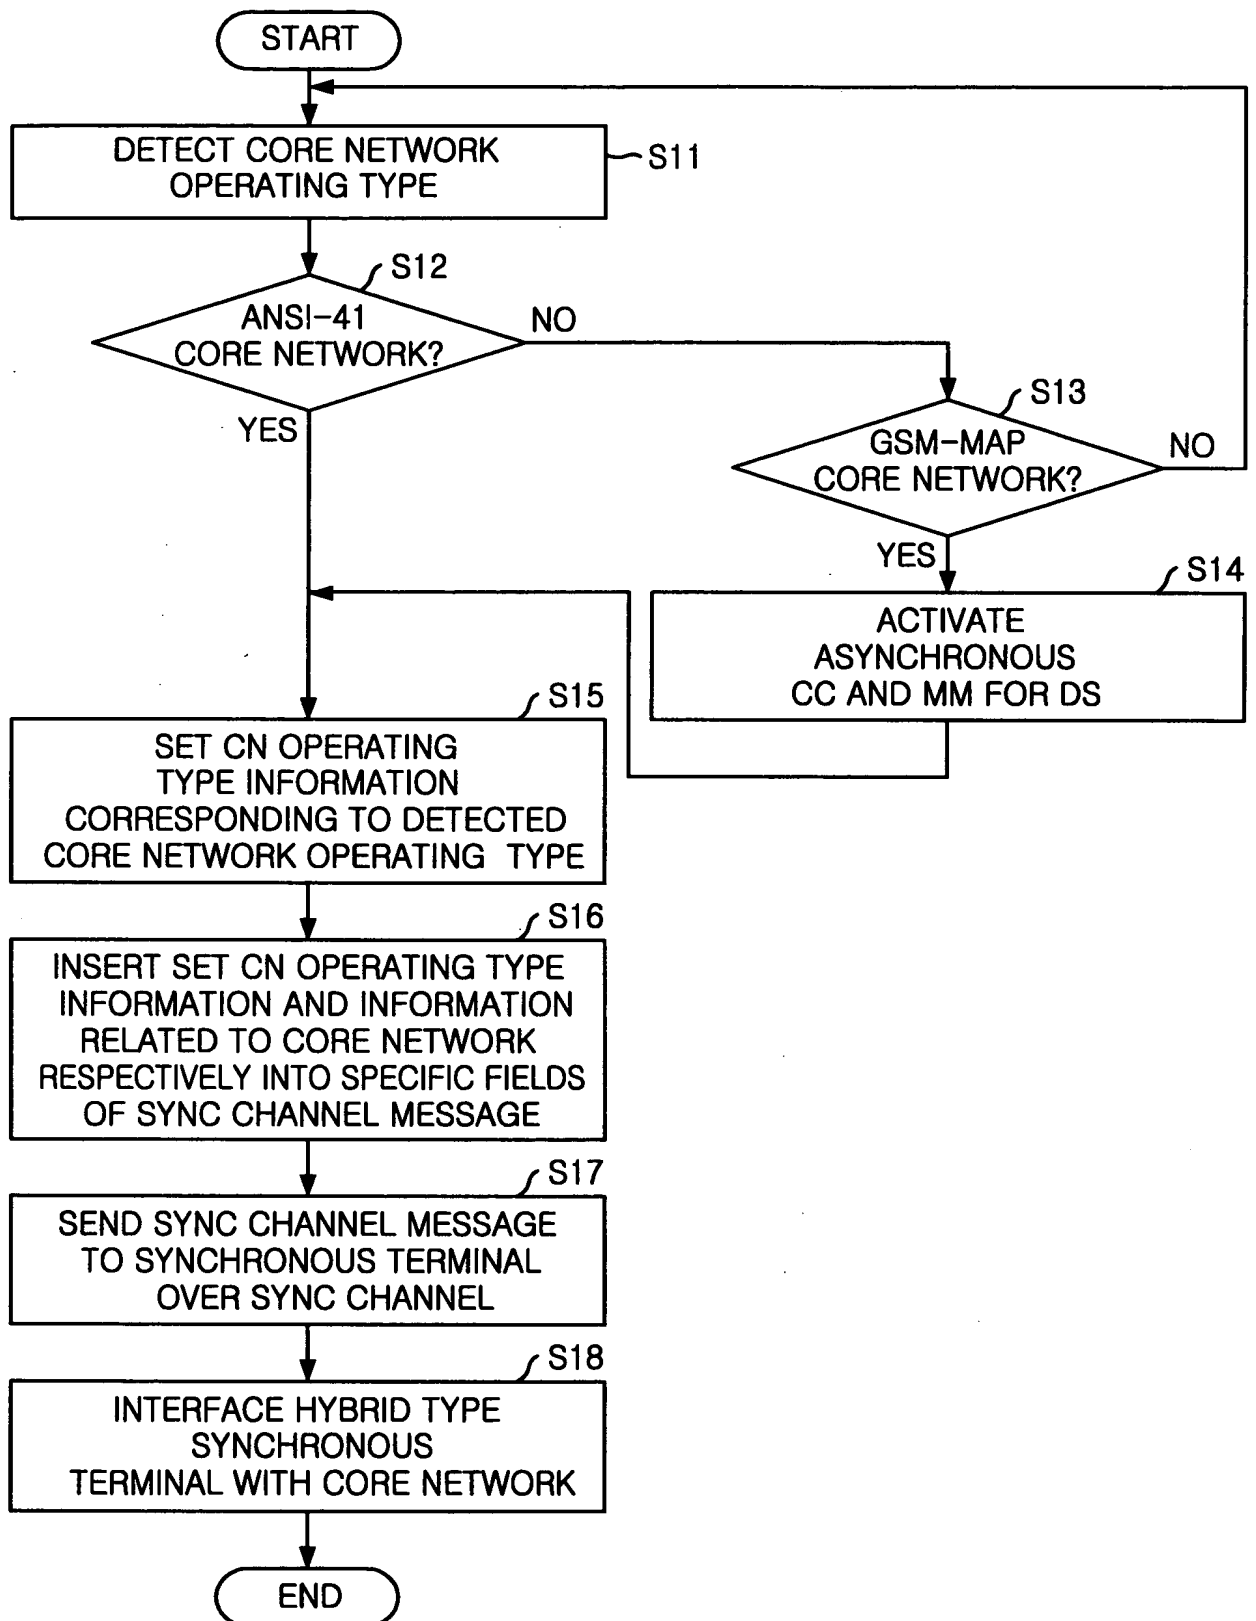 START
DETECT CORE NETWORK
OPERATING TYPE
S11
S12
ANSI-41
CORE NETWORK?
NO
YES
S13
GSM-MAP
CORE NETWORK?
NO
YES
S14
ACTIVATE
ASYNCHRONOUS
CC AND MM FOR DS
S15
SET CN OPERATING
TYPE INFORMATION
CORRESPONDING TO DETECTED
CORE NETWORK OPERATING TYPE
S16
INSERT SET CN OPERATING TYPE
INFORMATION AND INFORMATION
RELATED TO CORE NETWORK
RESPECTIVELY INTO SPECIFIC FIELDS
OF SYNC CHANNEL MESSAGE
S17
SEND SYNC CHANNEL MESSAGE
TO SYNCHRONOUS TERMINAL
OVER SYNC CHANNEL
S18
INTERFACE HYBRID TYPE
SYNCHRONOUS
TERMINAL WITH CORE NETWORK
END